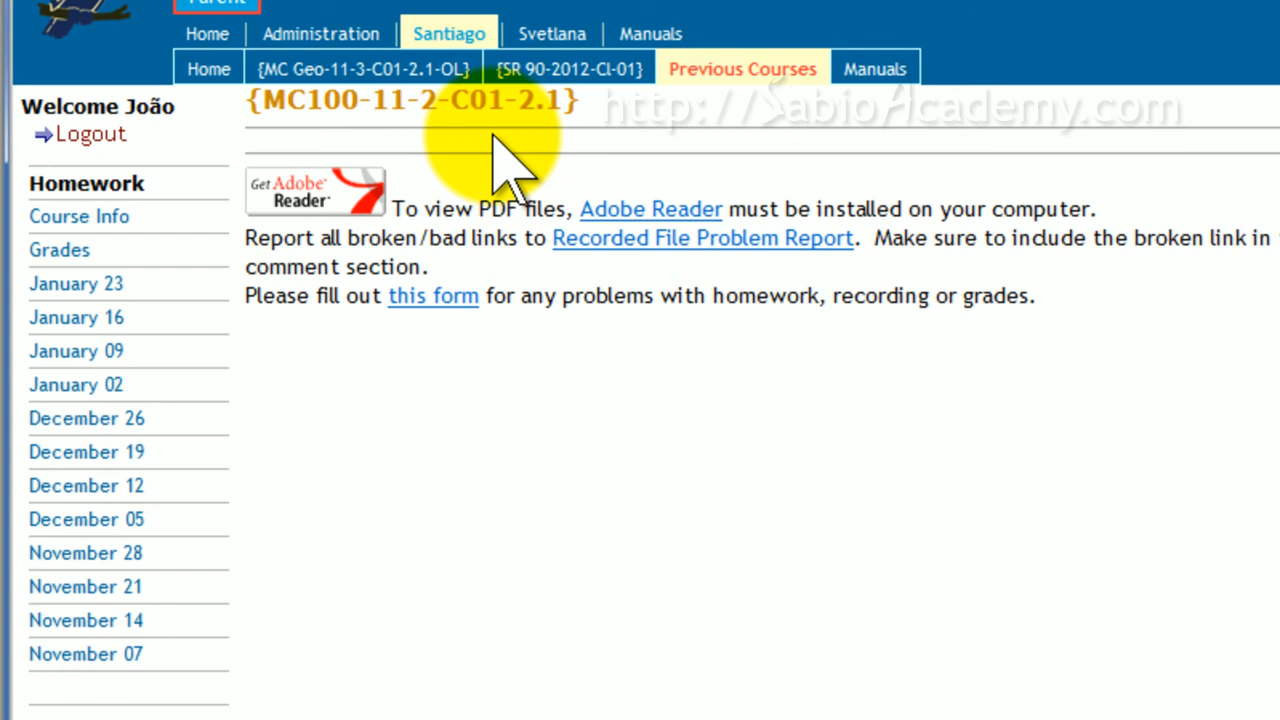 Parent
Home Administration Santiago Svetlana Manuals
Home {MC Geo-11-3-C01-2.1-OL} {SR 90-2012-Cl-01} Previous Courses Manuals
Welcome João
Logout
{MC100-11-2-C01-2.1}
http://SabioAcademy.com
Homework
Course Info
Grades
January 23
January 16
January 09
January 02
December 26
December 19
December 12
December 05
November 28
November 21
November 14
November 07
Get Adobe Reader
To view PDF files, Adobe Reader must be installed on your computer.
Report all broken/bad links to Recorded File Problem Report. Make sure to include the broken link in
comment section.
Please fill out this form for any problems with homework, recording or grades.